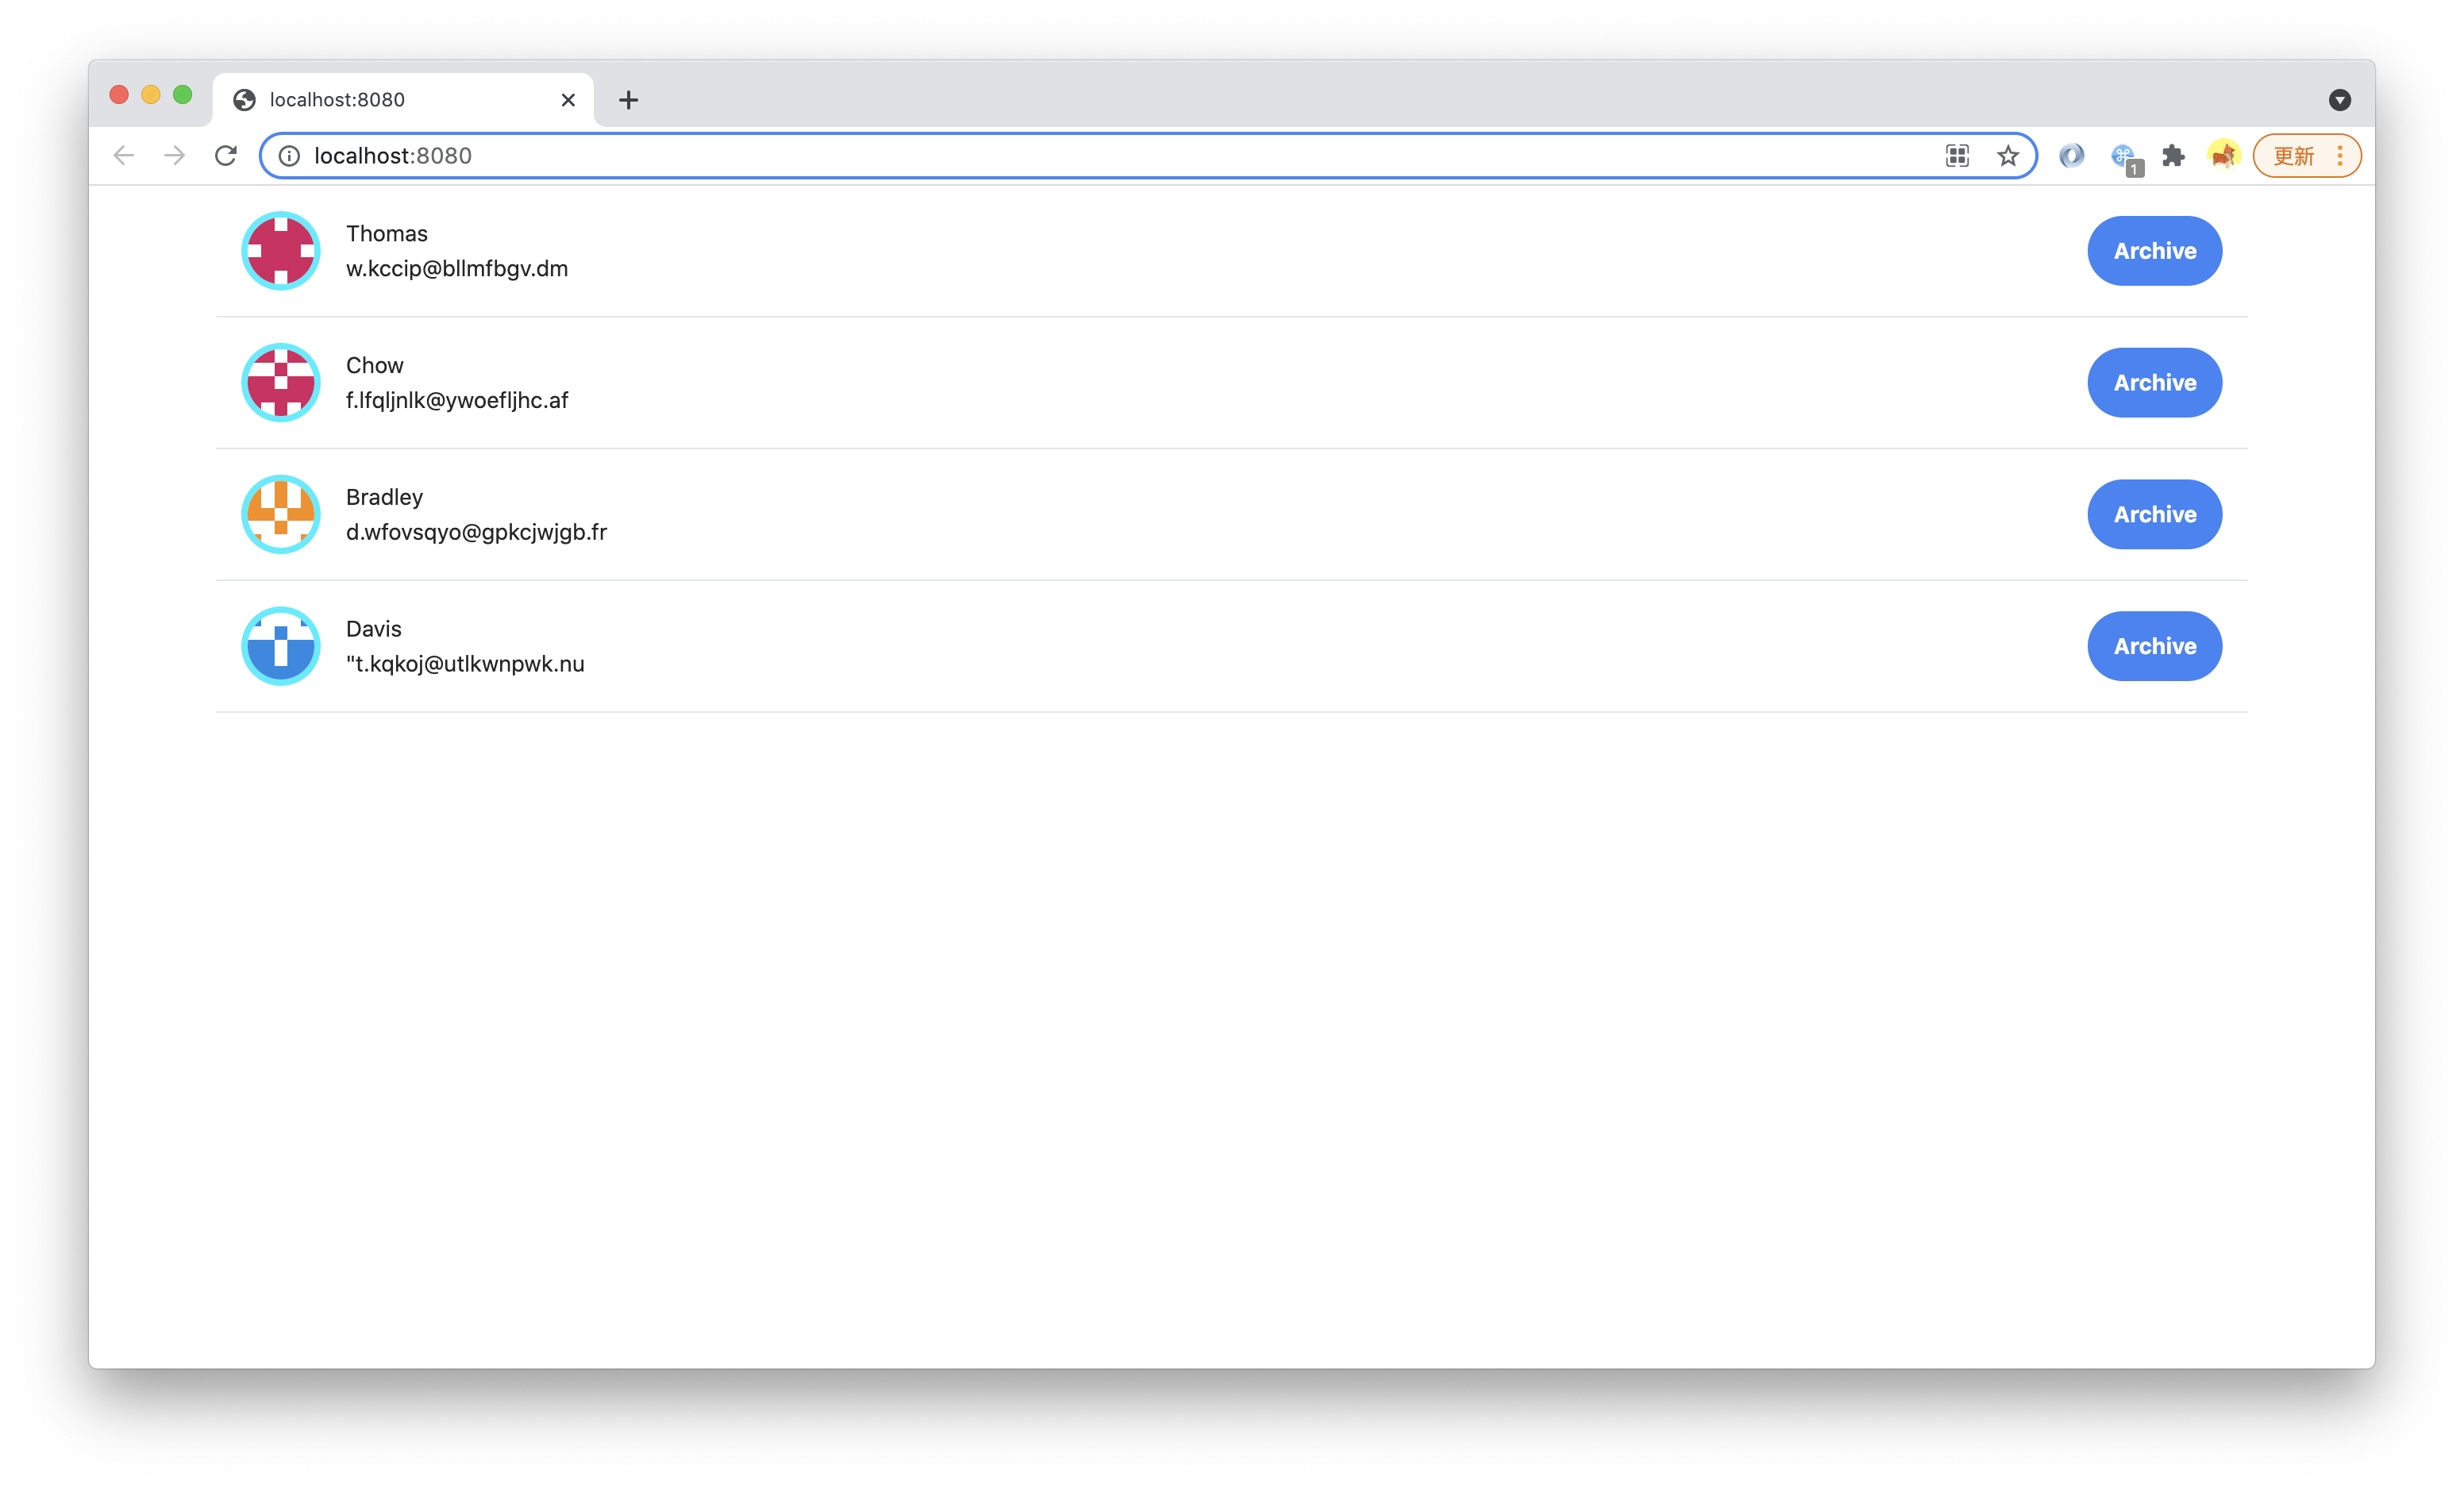 localhost:8080
localhost:8080
1
更新
Thomas
w.kccip@bllmfbgv.dm
Archive
Chow
f.lfqljnlk@ywoefljhc.af
Archive
Bradley
d.wfovsqyo@gpkcjwjgb.fr
Archive
Davis
"t.kqkoj@utlkwnpwk.nu
Archive